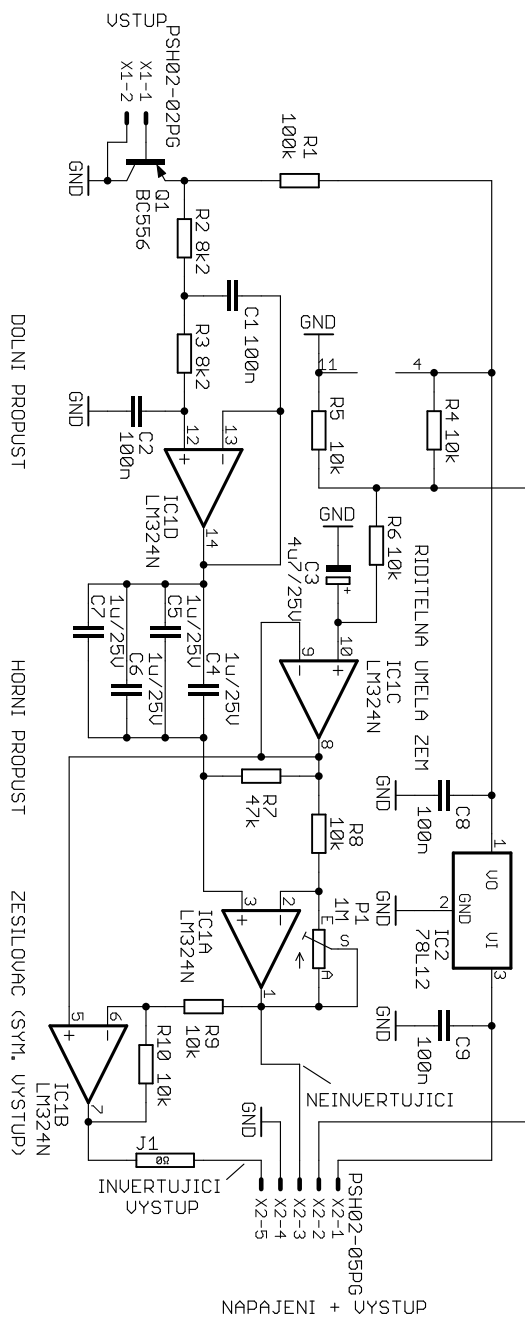 VSTUP
PSH02-02PG
X1-1
X1-2
GND
Q1
BC556
R1
100k
R2
8k2
C1
100n
R3
8k2
GND
C2
100n
DOLNI PROPUST
12
13
+
−
14
IC1D
LM324N
GND
11
4
R5
10k
R4
10k
R6
10k
GND
C3
4u7/25V
+
RIDITELNA UMELA ZEM
10
9
+
−
8
IC1C
LM324N
C4
1u/25V
C5
1u/25V
C6
1u/25V
C7
1u/25V
HORNI PROPUST
R7
47k
R8
10k
GND
C8
100n
1
VO
VI
3
GND
2
IC2
78L12
GND
GND
C9
100n
P1
1M
E
S
A
2
3
−
+
1
IC1A
LM324N
R9
10k
R10
10k
5
6
+
−
7
IC1B
LM324N
ZESILOVAC (SYM. VYSTUP)
J1
0Ω
INVERTUJICI
VYSTUP
NEINVERTUJICI
GND
X2-1
X2-2
X2-3
X2-4
X2-5
PSH02-05PG
NAPAJENI + VYSTUP